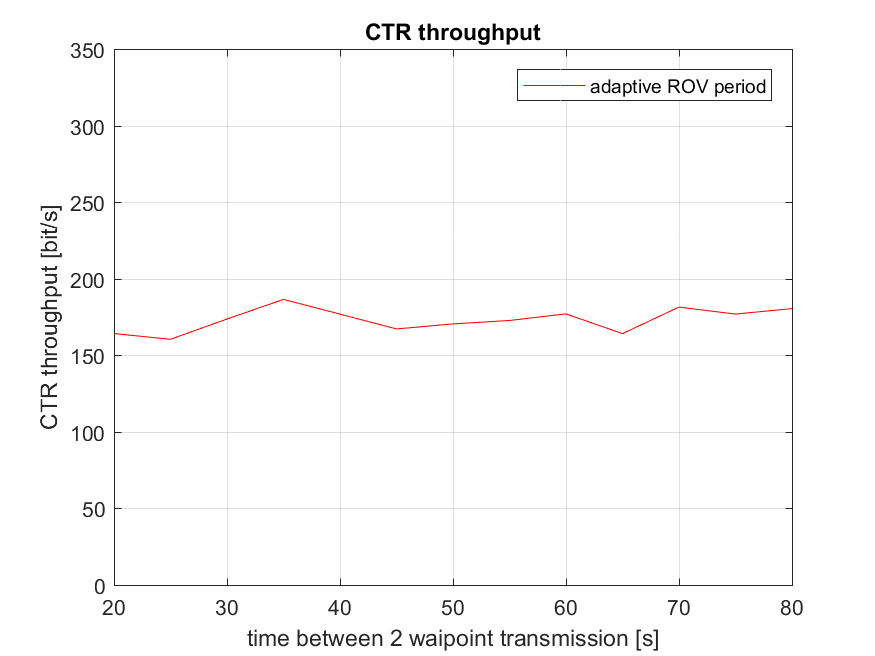 CTR throughput
adaptive ROV period
350
300
250
200
150
100
50
0
CTR throughput [bit/s]
20 30 40 50 60 70 80
time between 2 waipoint transmission [s]